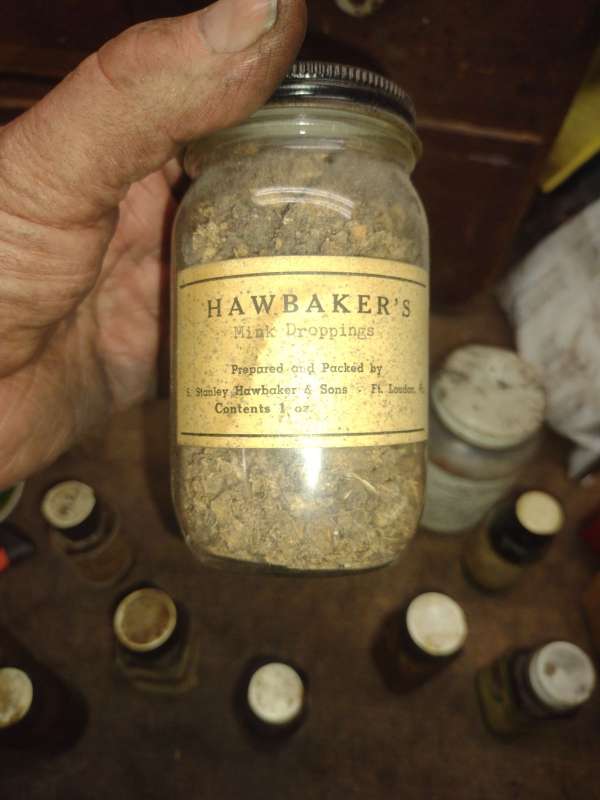 HAWBAKER'S
Mink Droppings
Prepared and Packed by
S. Stanley Hawbaker & Sons - Ft. Loudon,
Contents 1 oz.